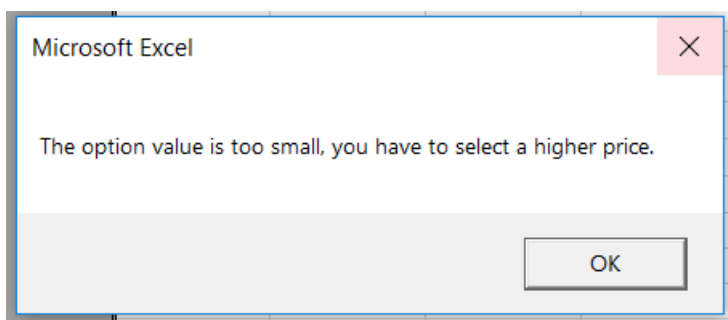 Microsoft Excel
The option value is too small, you have to select a higher price.
OK